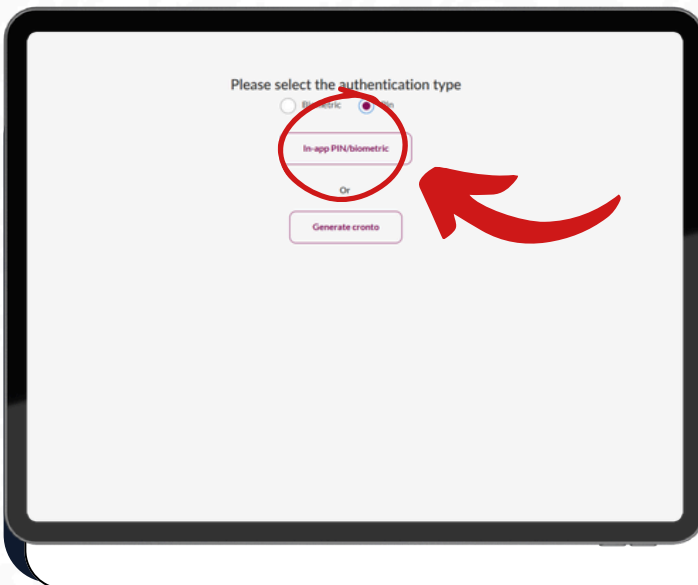 Please select the authentication type
Biometric Pin
In-app PIN/biometric
Or
Generate cronto